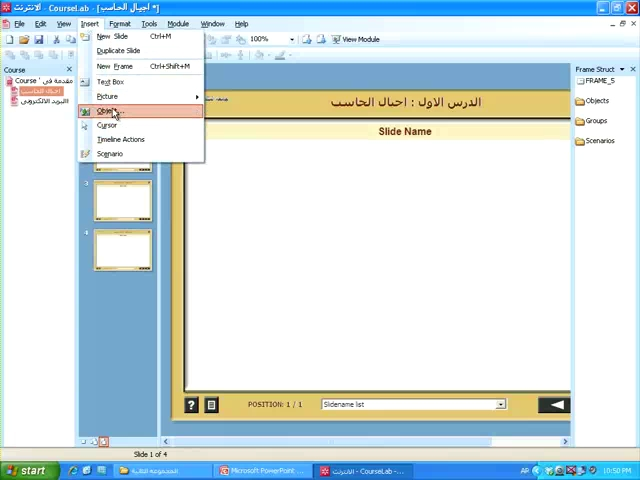 الانترنت - CourseLab - [اجيال الحاسب *]
File Edit View Insert Format Tools Module Window Help
New Slide Ctrl+M
Duplicate Slide
New Frame Ctrl+Shift+M
Text Box
Picture
Object...
Cursor
Timeline Actions
Scenario
100%
View Module
Course
Course ' مقدمة في
اجيال الحاسب
البريد الالكتروني
3
4
الدرس الاول : اجيال الحاسب
Slide Name
Frame Struct
FRAME_5
Objects
Groups
Scenarios
? POSITION: 1 / 1 Slidename list
Slide 1 of 4
start
المجموعه الثانية
Microsoft PowerPoint ...
الانترنت - CourseLab -...
AR
10:50 PM